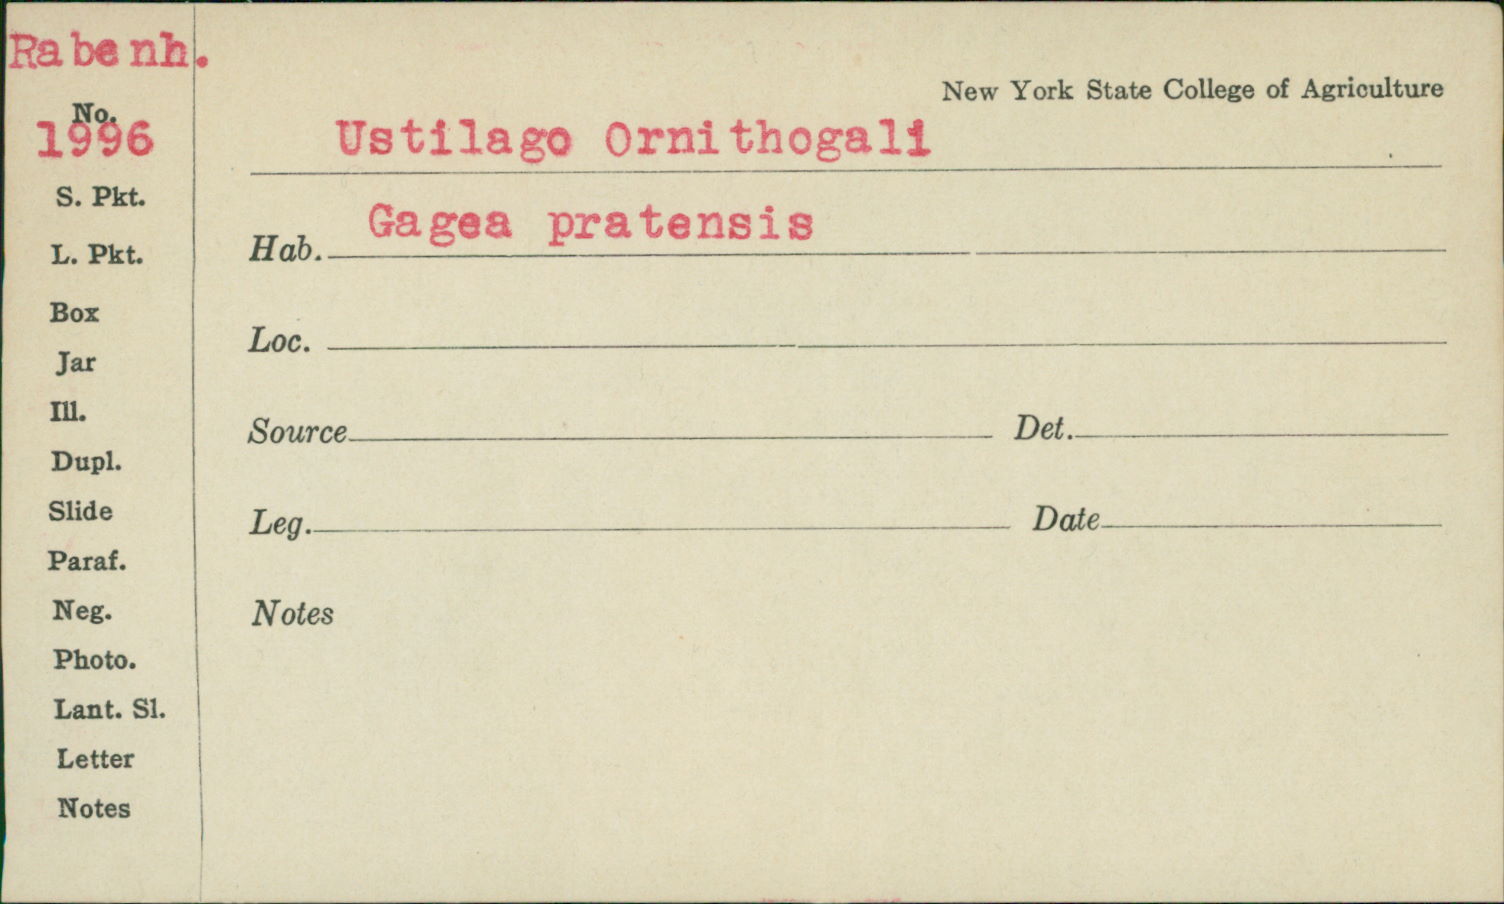 Rabenh.
No.
1996
S. Pkt.
L. Pkt.
Box
Jar
Ill.
Dupl.
Slide
Paraf.
Neg.
Photo.
Lant. Sl.
Letter
Notes
New York State College of Agriculture
Ustilago Ornithogali
Hab. Gagea pratensis
Loc.
Source Det.
Leg. Date
Notes